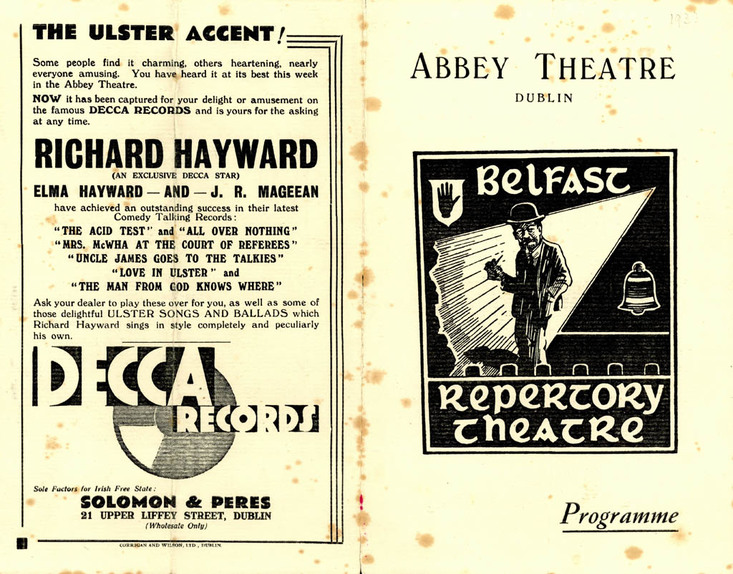 THE ULSTER ACCENT!
Some people find it charming, others heartening, nearly
everyone amusing. You have heard it at its best this week
in the Abbey Theatre.
NOW it has been captured for your delight or amusement on
the famous DECCA RECORDS and is yours for the asking
at any time.
RICHARD HAYWARD
(AN EXCLUSIVE DECCA STAR)
ELMA HAYWARD — AND — J. R. MAGEEAN
have achieved an outstanding success in their latest
Comedy Talking Records:
"THE ACID TEST" and "ALL OVER NOTHING"
"MRS. McWHA AT THE COURT OF REFEREES"
"UNCLE JAMES GOES TO THE TALKIES"
"LOVE IN ULSTER" and
"THE MAN FROM GOD KNOWS WHERE"
Ask your dealer to play these over for you, as well as some of
those delightful ULSTER SONGS AND BALLADS which
Richard Hayward sings in style completely and peculiarly
his own.
DECCA
RECORDS
Sole Factors for Irish Free State:
SOLOMON & PERES
21 UPPER LIFFEY STREET, DUBLIN
(Wholesale Only)
CORRIGAN AND WILSON, LTD., DUBLIN.
ABBEY THEATRE
DUBLIN
BELFAST
REPERTORY
THEATRE
Programme